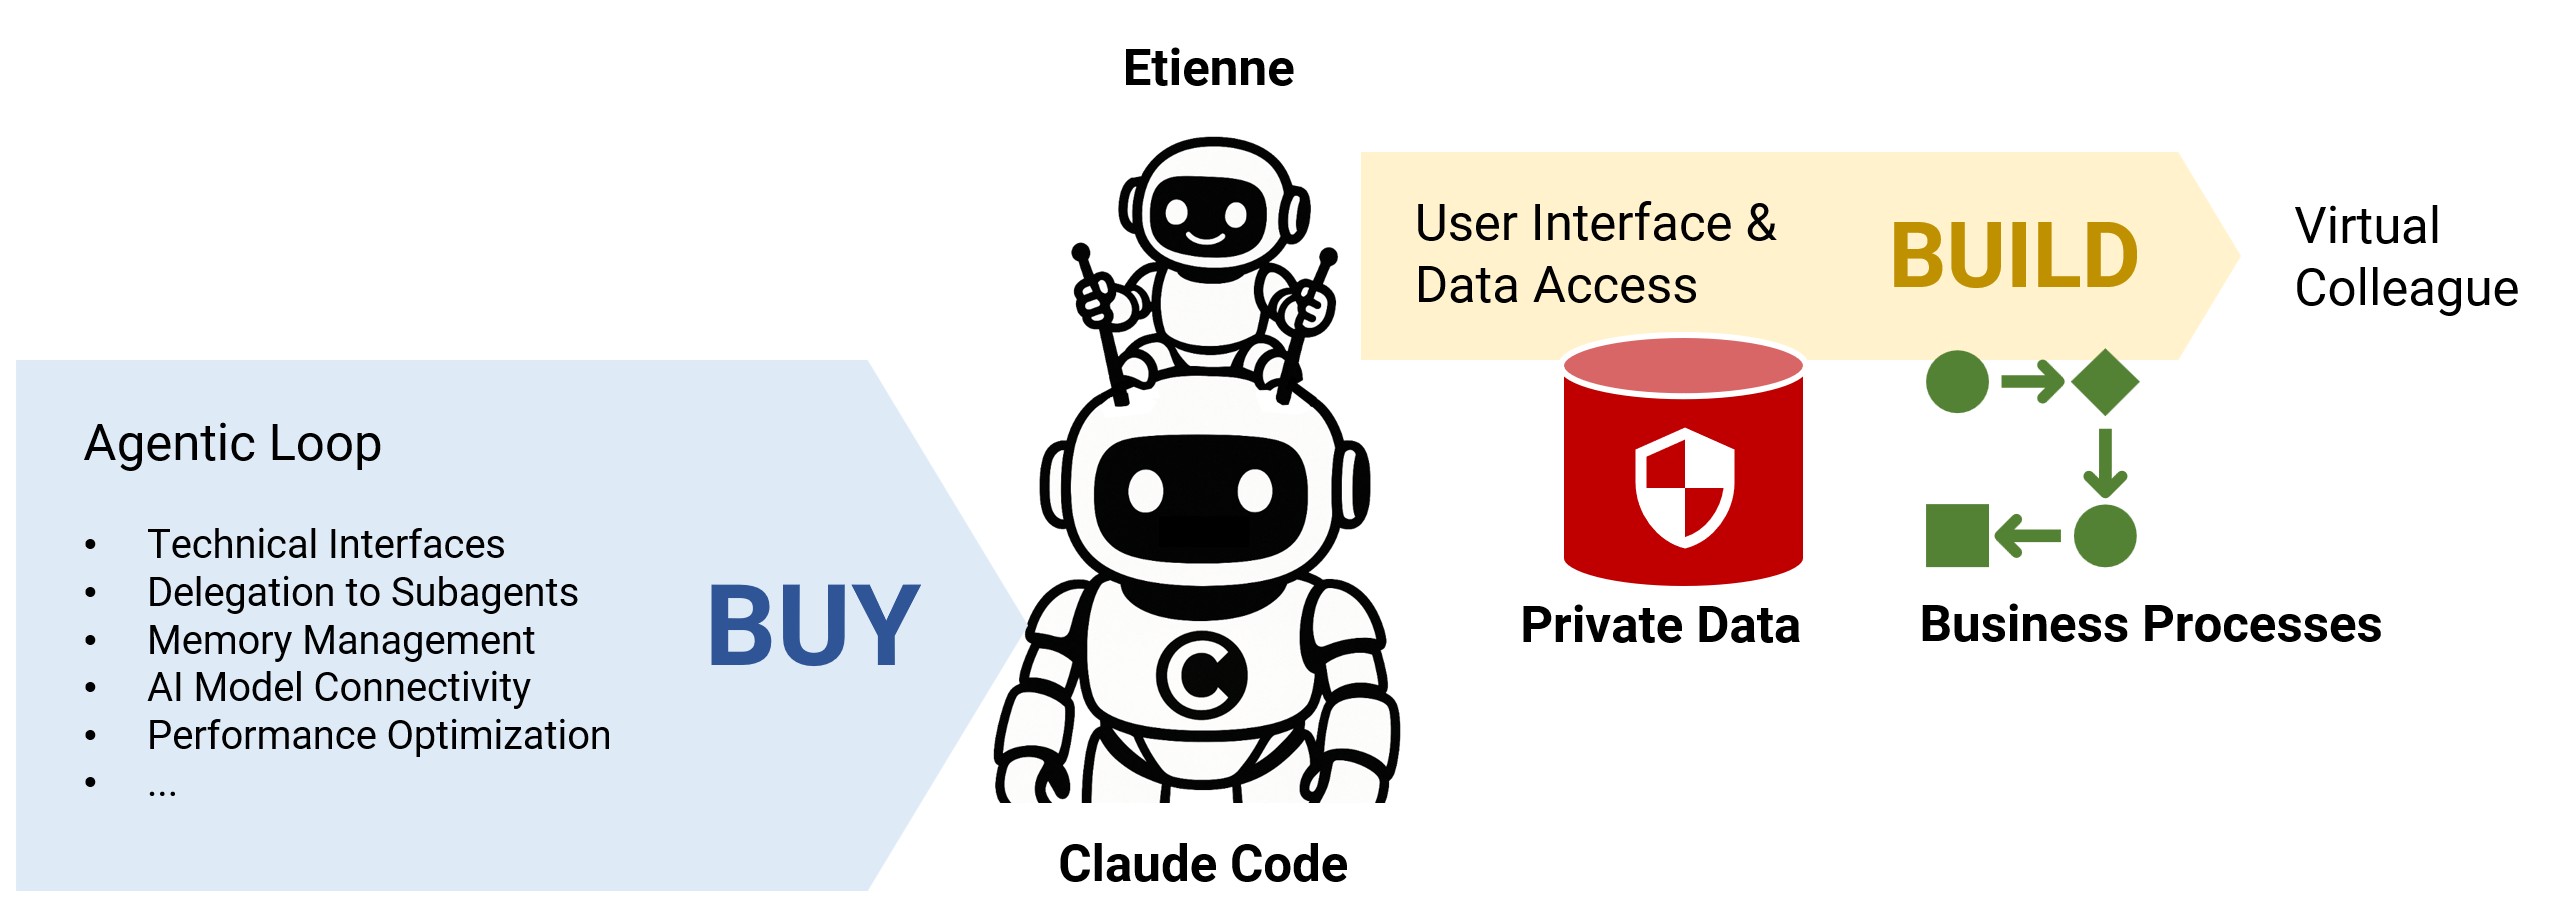 Etienne
User Interface &
Data Access
BUILD
Virtual
Colleague
Agentic Loop
• Technical Interfaces
• Delegation to Subagents
• Memory Management
• AI Model Connectivity
• Performance Optimization
• ...
BUY
C
Private Data
Business Processes
Claude Code